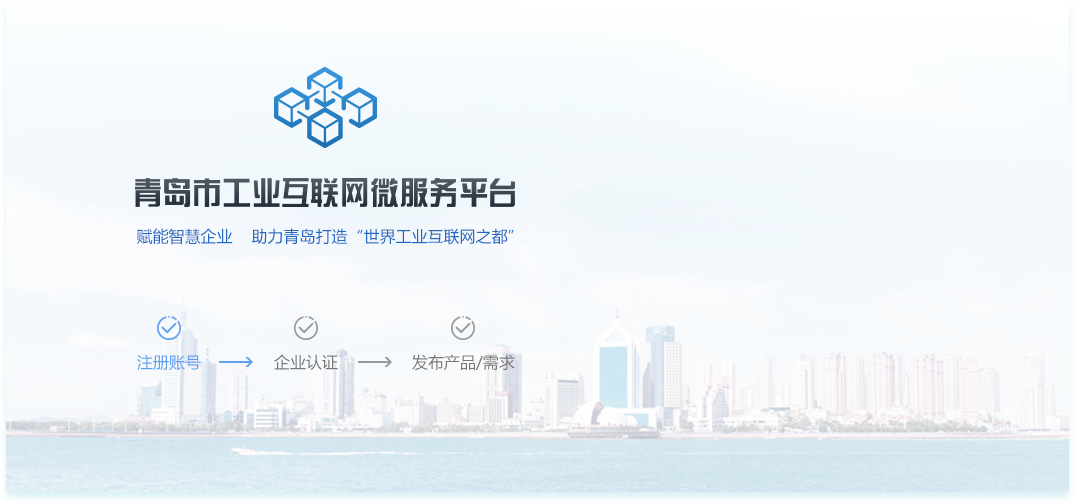 青岛市工业互联网微服务平台
赋能智慧企业 助力青岛打造“世界工业互联网之都”
注册账号 企业认证 发布产品/需求